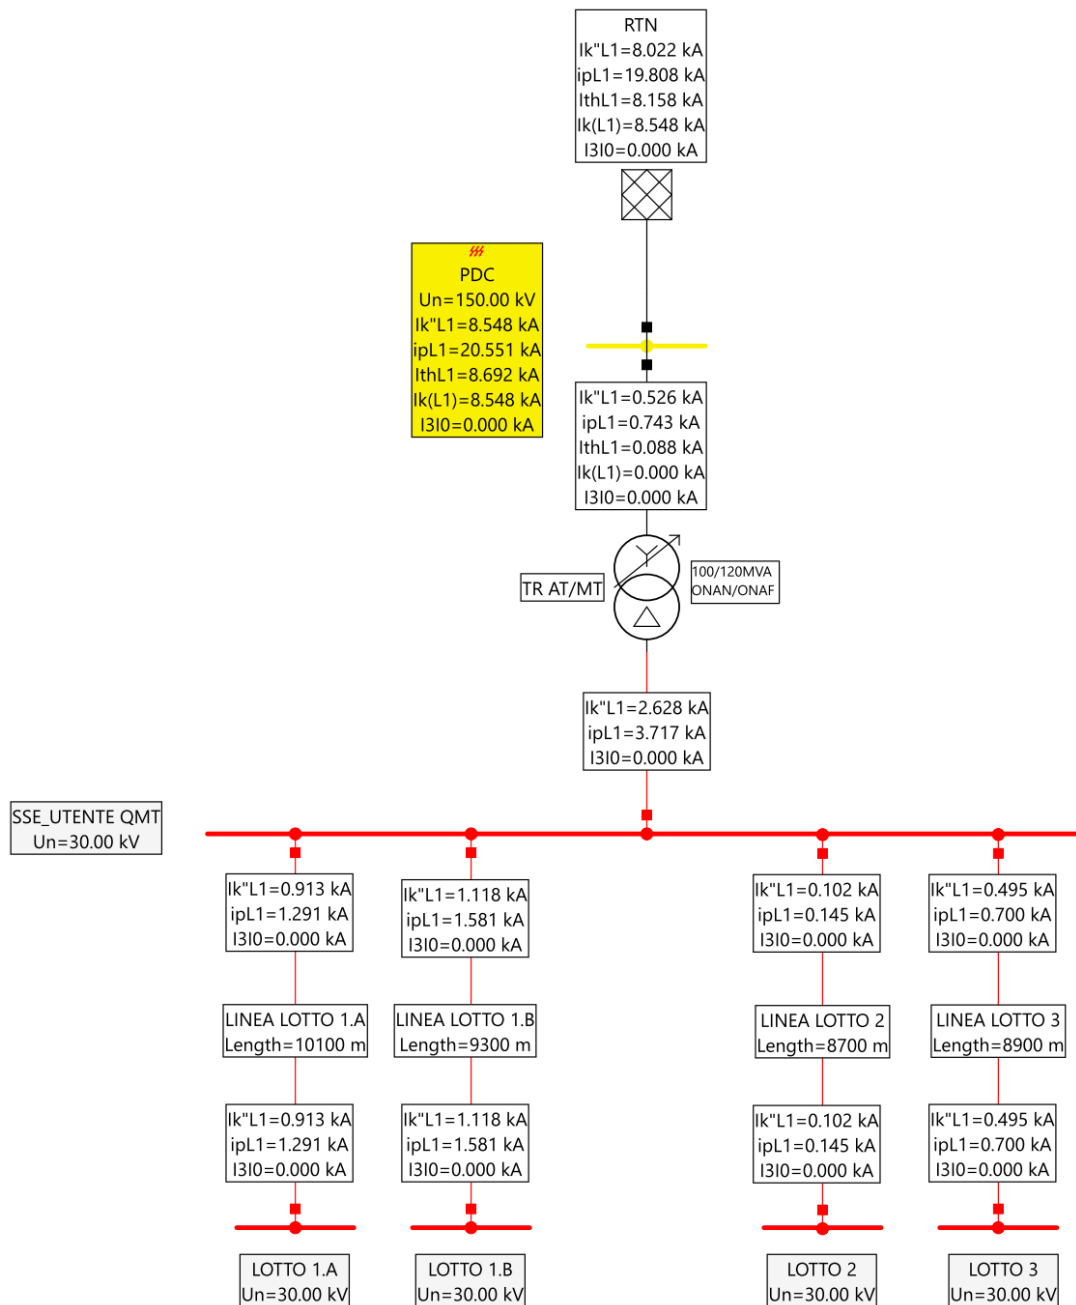 RTN
Ik"L1=8.022 kA
ipL1=19.808 kA
IthL1=8.158 kA
Ik(L1)=8.548 kA
I3I0=0.000 kA
PDC
Un=150.00 kV
Ik"L1=8.548 kA
ipL1=20.551 kA
IthL1=8.692 kA
Ik(L1)=8.548 kA
I3I0=0.000 kA
Ik"L1=0.526 kA
ipL1=0.743 kA
IthL1=0.088 kA
Ik(L1)=0.000 kA
I3I0=0.000 kA
TR AT/MT
100/120MVA
ONAN/ONAF
Ik"L1=2.628 kA
ipL1=3.717 kA
I3I0=0.000 kA
SSE_UTENTE QMT
Un=30.00 kV
Ik"L1=0.913 kA
ipL1=1.291 kA
I3I0=0.000 kA
Ik"L1=1.118 kA
ipL1=1.581 kA
I3I0=0.000 kA
Ik"L1=0.102 kA
ipL1=0.145 kA
I3I0=0.000 kA
Ik"L1=0.495 kA
ipL1=0.700 kA
I3I0=0.000 kA
LINEA LOTTO 1.A
Length=10100 m
LINEA LOTTO 1.B
Length=9300 m
LINEA LOTTO 2
Length=8700 m
LINEA LOTTO 3
Length=8900 m
Ik"L1=0.913 kA
ipL1=1.291 kA
I3I0=0.000 kA
Ik"L1=1.118 kA
ipL1=1.581 kA
I3I0=0.000 kA
Ik"L1=0.102 kA
ipL1=0.145 kA
I3I0=0.000 kA
Ik"L1=0.495 kA
ipL1=0.700 kA
I3I0=0.000 kA
LOTTO 1.A
Un=30.00 kV
LOTTO 1.B
Un=30.00 kV
LOTTO 2
Un=30.00 kV
LOTTO 3
Un=30.00 kV